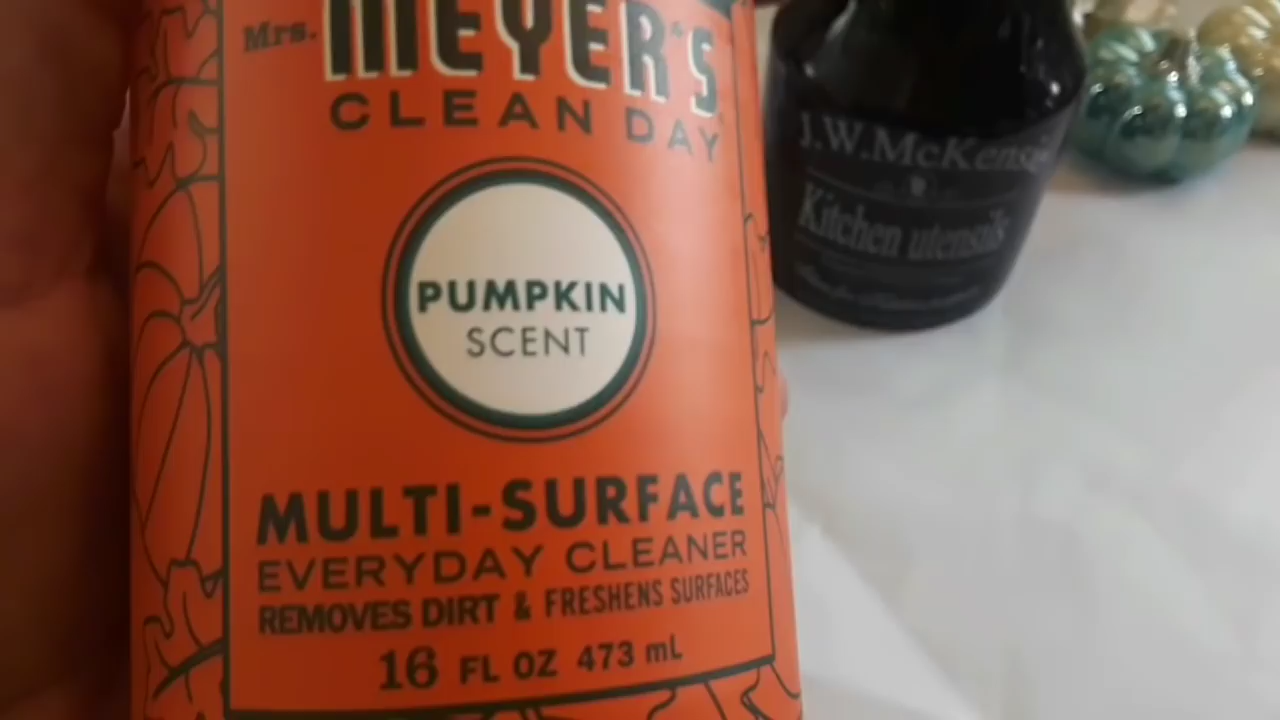 Mrs. MEYER'S
CLEAN DAY
PUMPKIN
SCENT
MULTI-SURFACE
EVERYDAY CLEANER
REMOVES DIRT & FRESHENS SURFACES
16 FL OZ 473 mL
J.W.McKenzie
Kitchen utensils